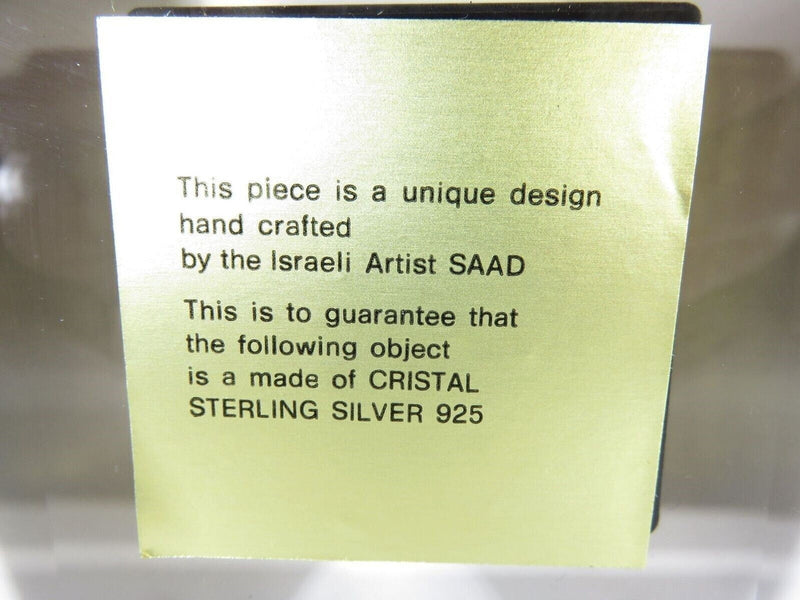 This piece is a unique design
hand crafted
by the Israeli Artist SAAD
This is to guarantee that
the following object
is a made of CRISTAL
STERLING SILVER 925